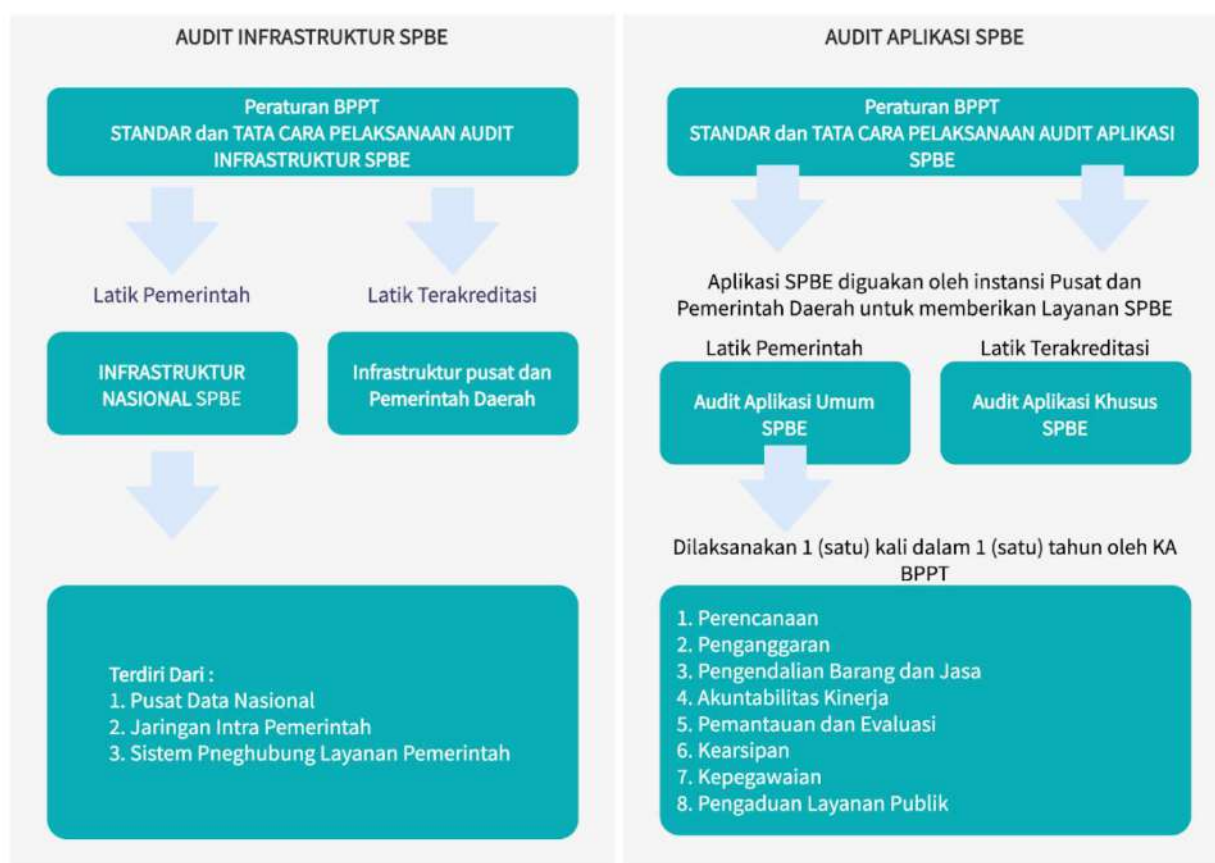 AUDIT INFRASTRUKTUR SPBE
Peraturan BPPT
STANDAR dan TATA CARA PELAKSANAAN AUDIT
INFRASTRUKTUR SPBE
Latik Pemerintah
Latik Terakreditasi
INFRASTRUKTUR
NASIONAL SPBE
Infrastruktur pusat dan
Pemerintah Daerah
Terdiri Dari :
1. Pusat Data Nasional
2. Jaringan Intra Pemerintah
3. Sistem Pneghubung Layanan Pemerintah
AUDIT APLIKASI SPBE
Peraturan BPPT
STANDAR dan TATA CARA PELAKSANAAN AUDIT APLIKASI
SPBE
Aplikasi SPBE diguakan oleh instansi Pusat dan
Pemerintah Daerah untuk memberikan Layanan SPBE
Latik Pemerintah
Latik Terakreditasi
Audit Aplikasi Umum
SPBE
Audit Aplikasi Khusus
SPBE
Dilaksanakan 1 (satu) kali dalam 1 (satu) tahun oleh KA
BPPT
1. Perencanaan
2. Penganggaran
3. Pengendalian Barang dan Jasa
4. Akuntabilitas Kinerja
5. Pemantauan dan Evaluasi
6. Kearsipan
7. Kepegawaian
8. Pengaduan Layanan Publik